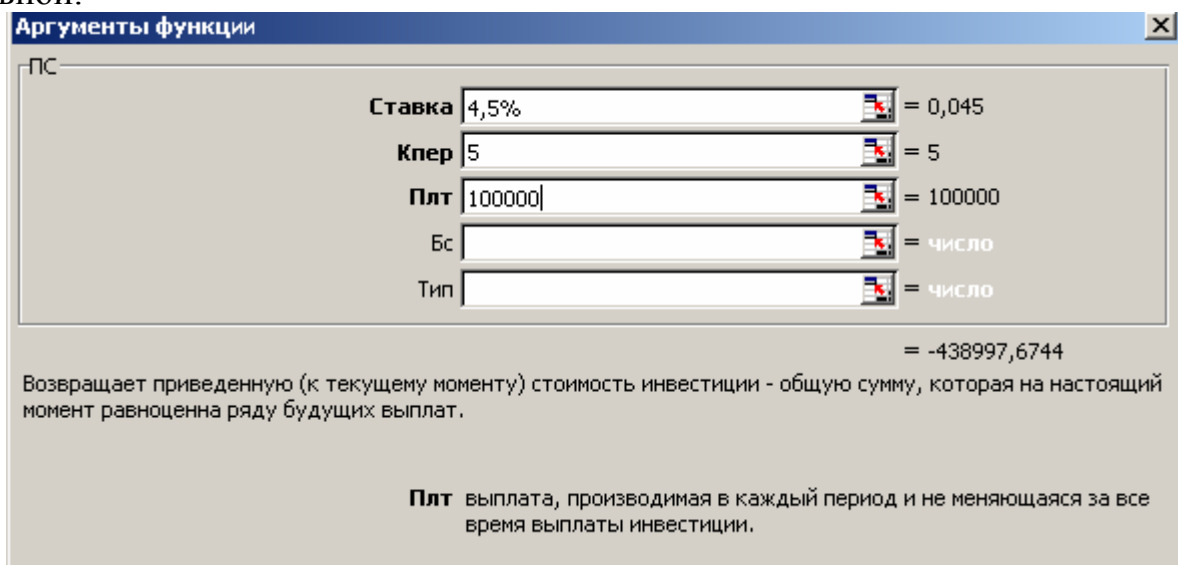 вной.
Аргументы функции
ПС
Ставка 4,5% = 0,045
Кпер 5 = 5
Плт 100000 = 100000
Бс = число
Тип = число
= -438997,6744
Возвращает приведенную (к текущему моменту) стоимость инвестиции - общую сумму, которая на настоящий
момент равноценна ряду будущих выплат.
Плт выплата, производимая в каждый период и не меняющаяся за все
время выплаты инвестиции.